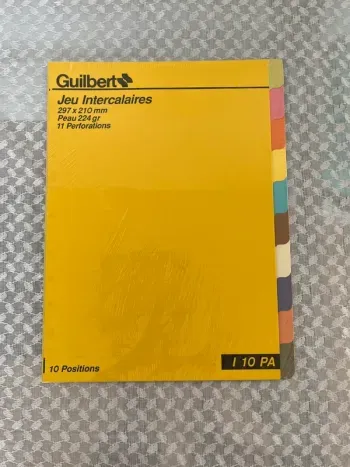 Guilbert
Jeu Intercalaires
297 x 210 mm
Peau 224 gr
11 Perforations
10 Positions
I 10 PA